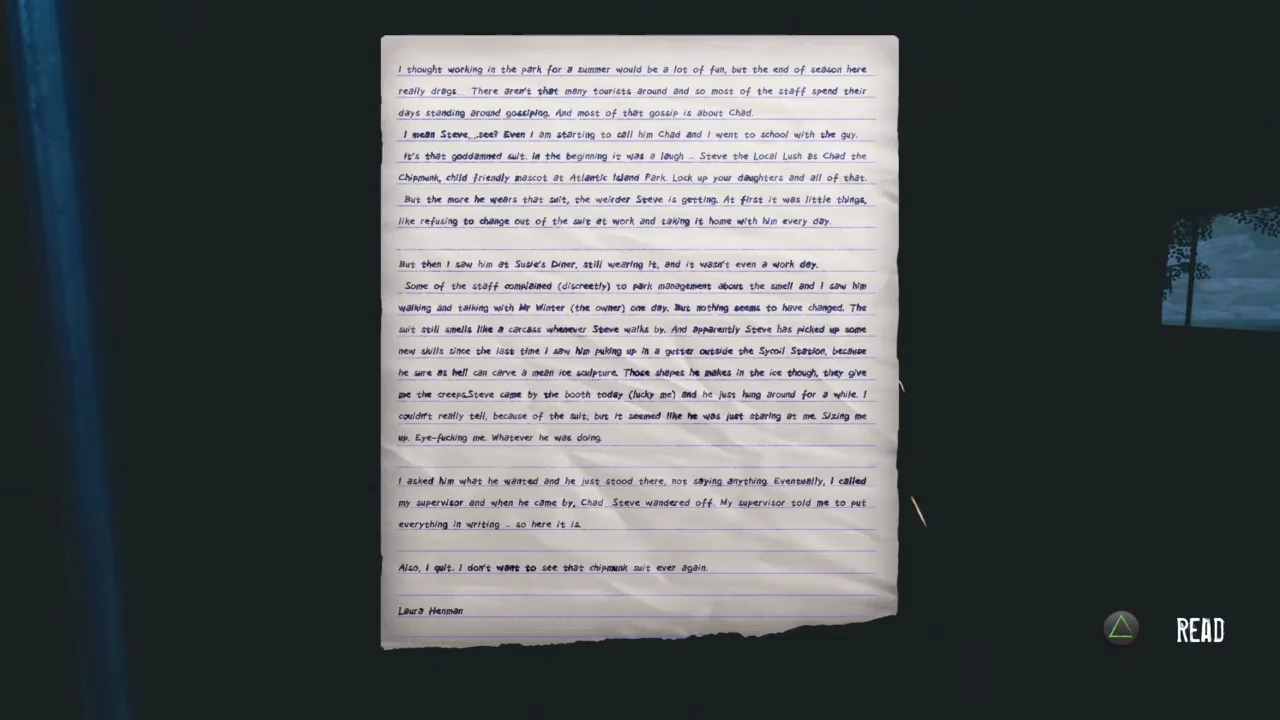 I thought working in the park for a summer would be a lot of fun, but the end of season here
really drags... There aren't that many tourists around and so most of the staff spend their
days standing around gossiping. And most of that gossip is about Chad.
I mean Steve...see? Even I am starting to call him Chad and I went to school with the guy.
It's that goddamned suit. In the beginning it was a laugh - Steve the Local Lush as Chad the
Chipmunk, child friendly mascot at Atlantic Island Park. Lock up your daughters and all of that.
But the more he wears that suit, the weirder Steve is getting. At first it was little things,
like refusing to change out of the suit at work and taking it home with him every day.
But then I saw him at Susie's Diner, still wearing it, and it wasn't even a work day.
Some of the staff complained (discreetly) to park management about the smell and I saw him
walking and talking with Mr Winter (the owner) one day. But nothing seems to have changed. The
suit still smells like a carcass whenever Steve walks by. And apparently Steve has picked up some
new skills since the last time I saw him puking up in a gutter outside the Sycoil Station, because
he sure as hell can carve a mean ice sculpture. Those shapes he makes in the ice though, they give
me the creeps.Steve came by the booth today (lucky me) and he just hung around for a while. I
couldn't really tell, because of the suit, but it seemed like he was just staring at me. Sizing me
up. Eye-fucking me. Whatever he was doing.
I asked him what he wanted and he just stood there, not saying anything. Eventually, I called
my supervisor and when he came by, Chad Steve wandered off. My supervisor told me to put
everything in writing - so here it is.
Also, I quit. I don't want to see that chipmunk suit ever again.
Laura Henman
READ